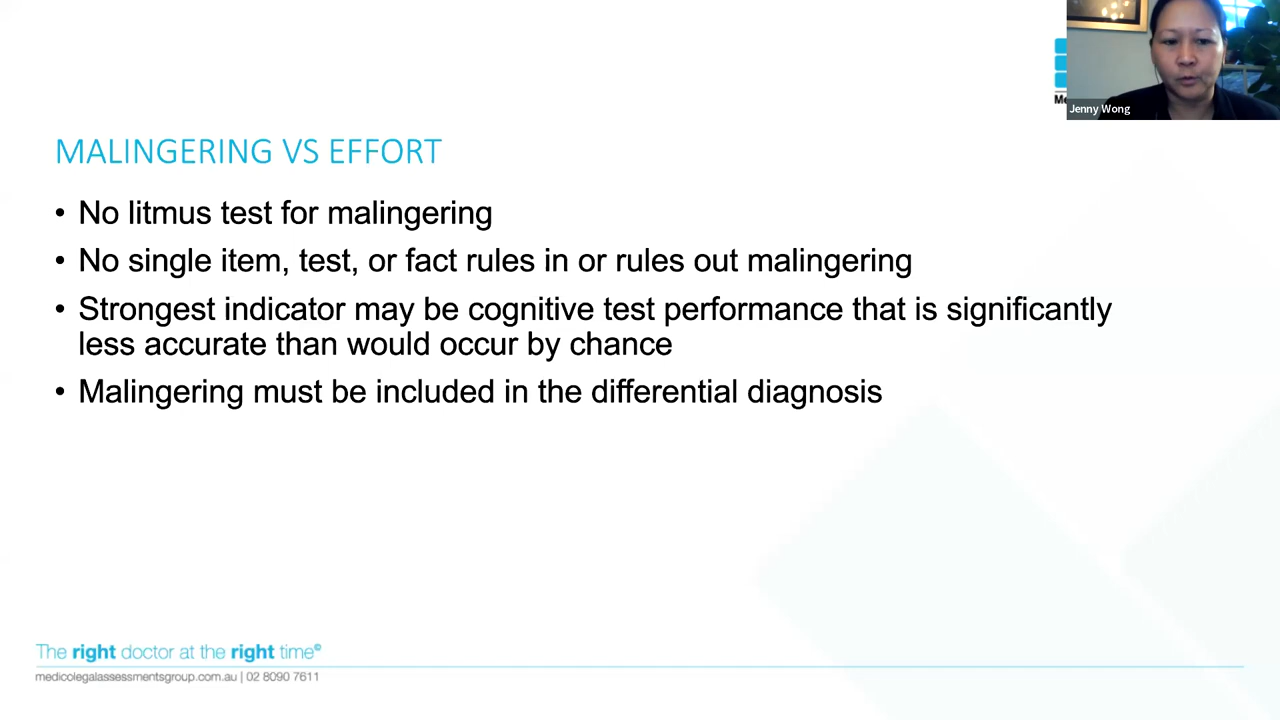 Me
Jenny Wong
MALINGERING VS EFFORT
• No litmus test for malingering
• No single item, test, or fact rules in or rules out malingering
• Strongest indicator may be cognitive test performance that is significantly
less accurate than would occur by chance
• Malingering must be included in the differential diagnosis
The right doctor at the right time©
medicolegalassessmentsgroup.com.au | 02 8090 7611